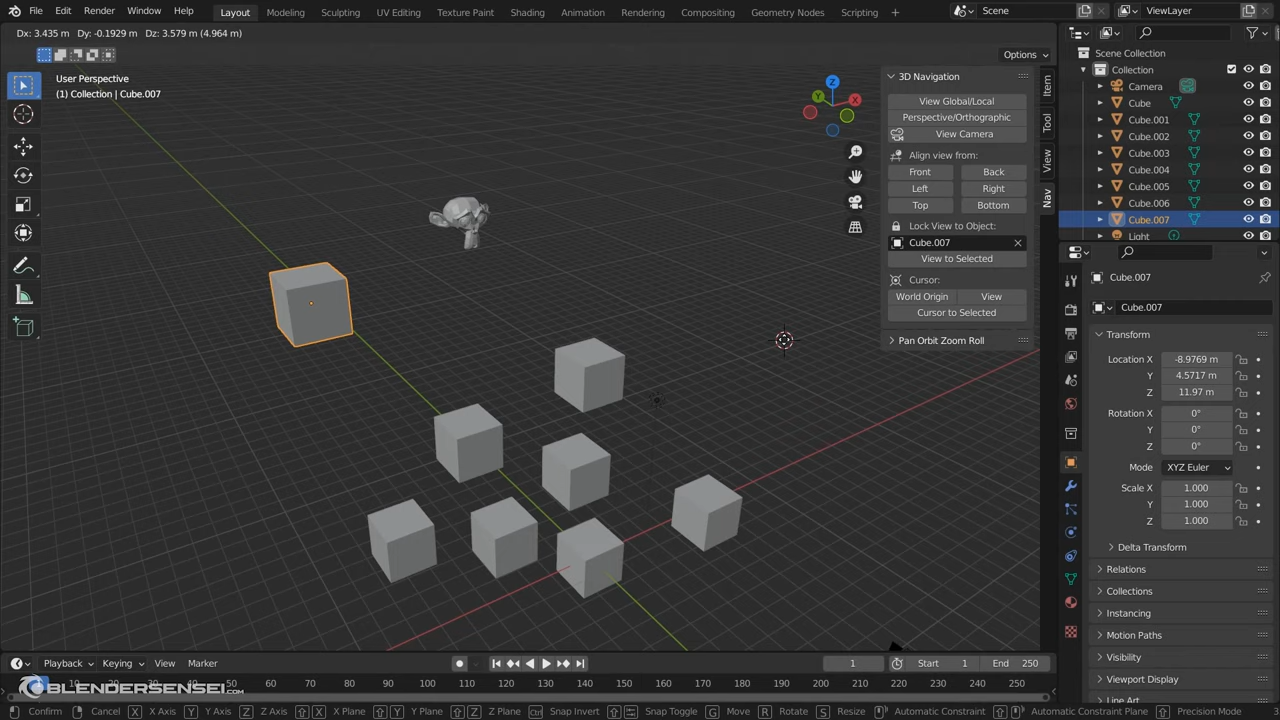 File Edit Render Window Help Layout Modeling Sculpting UV Editing Texture Paint Shading Animation Rendering Compositing Geometry Nodes Scripting + Scene ViewLayer
Dx: 3.435 m Dy: -0.1929 m Dz: 3.579 m (4.964 m)
Options
User Perspective
(1) Collection | Cube.007
3D Navigation
View Global/Local
Perspective/Orthographic
View Camera
Align view from:
Front Back
Left Right
Top Bottom
Lock View to Object:
Cube.007
View to Selected
Cursor:
World Origin View
Cursor to Selected
Pan Orbit Zoom Roll
Item
Tool
View
Nav
Z
Y
X
Scene Collection
Collection
Camera
Cube
Cube.001
Cube.002
Cube.003
Cube.004
Cube.005
Cube.006
Cube.007
Light
Cube.007
Cube.007
Transform
Location X -8.9769 m
Y 4.5717 m
Z 11.97 m
Rotation X 0°
Y 0°
Z 0°
Mode XYZ Euler
Scale X 1.000
Y 1.000
Z 1.000
Delta Transform
Relations
Collections
Instancing
Motion Paths
Visibility
Viewport Display
Line Art
Playback Keying View Marker 1 Start 1 End 250
10 20 30 40 50 60 70 80 90 100 110 120 130 140 150 160 170 180 190 200 210 220 230 240 250
BLENDERSENSEI.COM
Confirm Cancel X X Axis Y Y Axis Z Z Axis X X Plane Y Y Plane Z Z Plane Ctrl Snap Invert Snap Toggle G Move R Rotate S Resize Automatic Constraint Automatic Constraint Plane Precision Mode